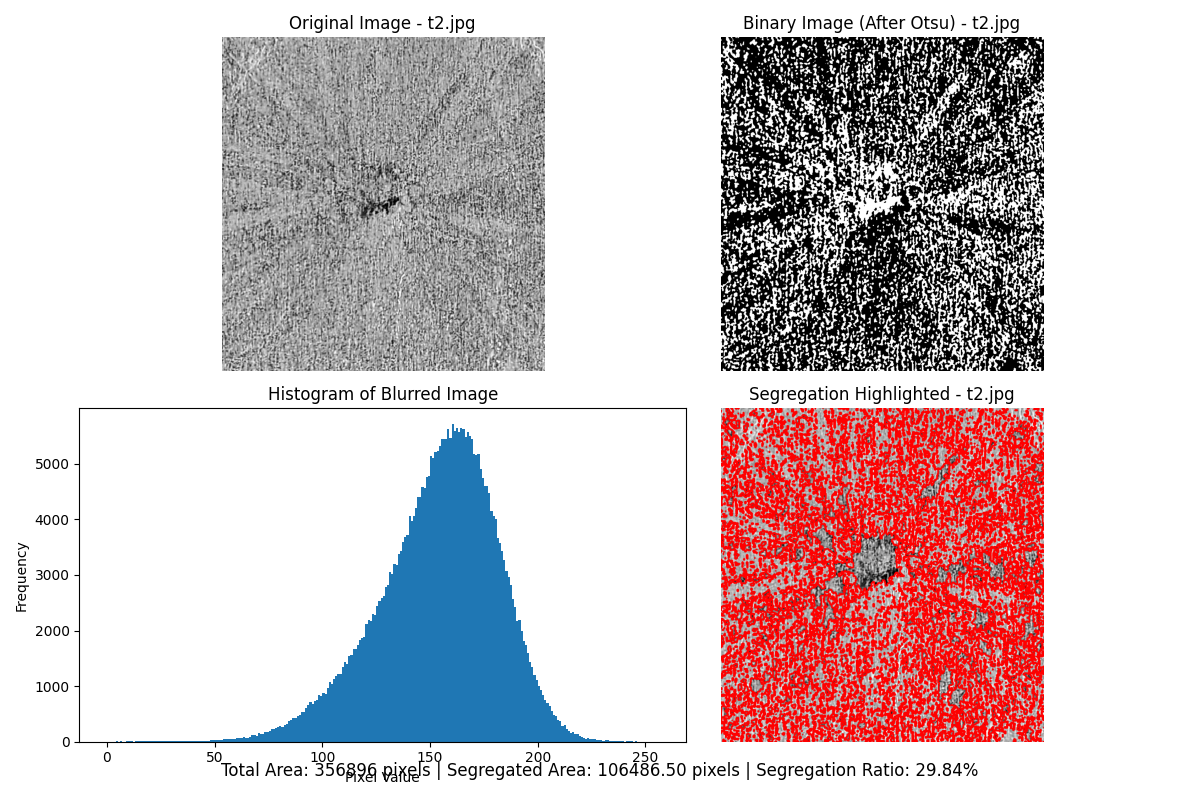 Original Image - t2.jpg
Binary Image (After Otsu) - t2.jpg
Histogram of Blurred Image
Segregation Highlighted - t2.jpg
Frequency
5000
4000
3000
2000
1000
0
0 50 100 150 200 250
Pixel Value
Total Area: 356896 pixels | Segregated Area: 106486.50 pixels | Segregation Ratio: 29.84%